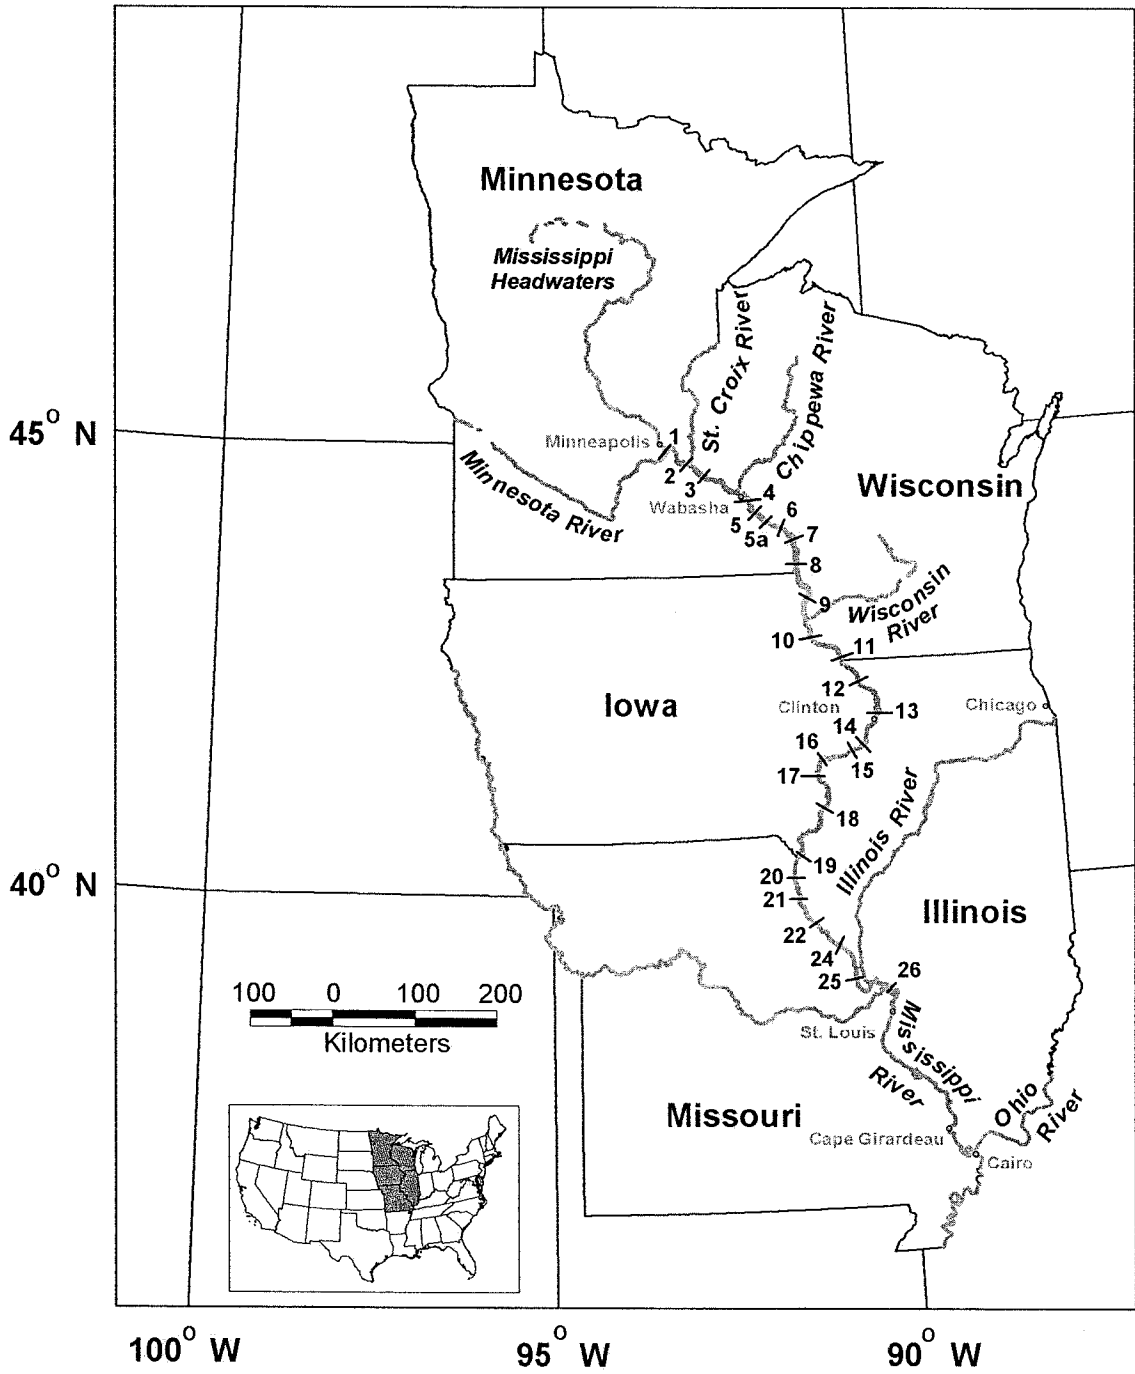 Minnesota
Mississippi
Headwaters
St. Croix River
Chippewa River
45° N
Minneapolis
1
2
3
Minnesota River
Wabasha
4
5
5a
6
7
8
Wisconsin
9
Wisconsin
River
10
11
12
Iowa
Clinton
13
Chicago
14
15
16
17
18
Illinois River
19
20
21
22
24
25
26
40° N
Illinois
100 0 100 200
Kilometers
St. Louis
Mississippi
River
Missouri
Ohio
River
Cape Girardeau
Cairo
100° W
95° W
90° W